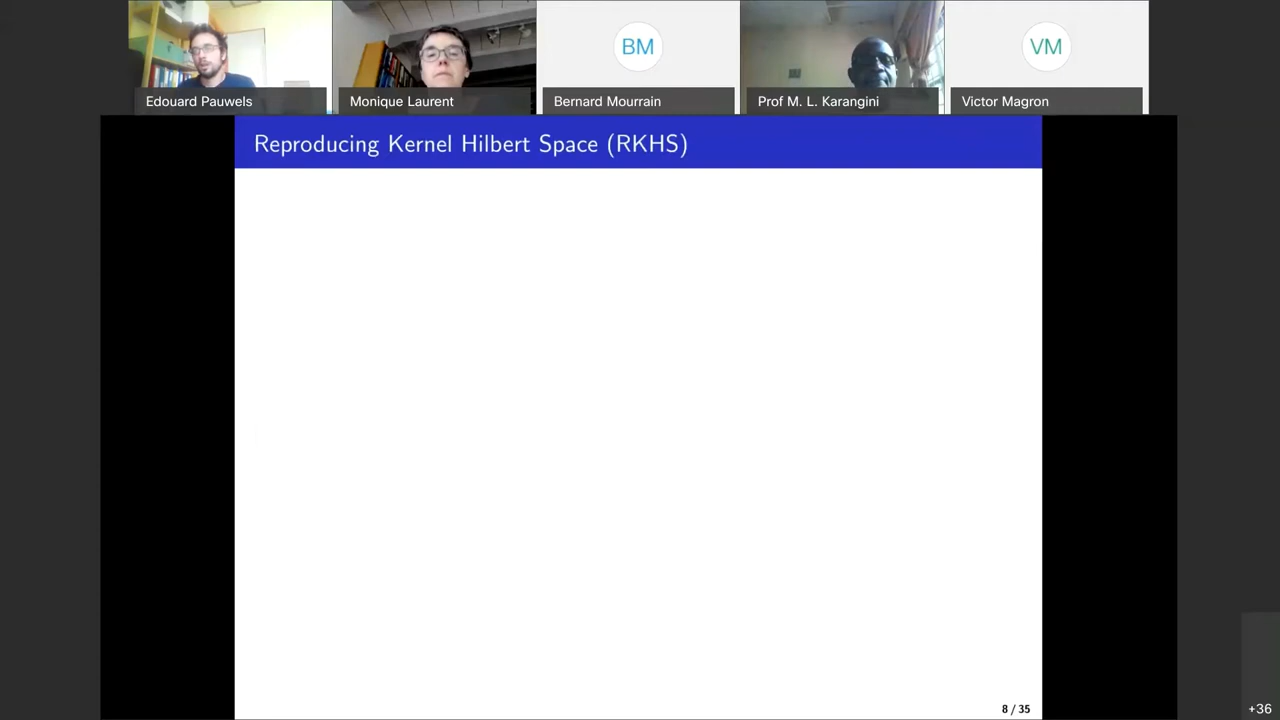 BM
VM
Edouard Pauwels
Monique Laurent
Bernard Mourrain
Prof M. L. Karangini
Victor Magron
Reproducing Kernel Hilbert Space (RKHS)
8 / 35
+36